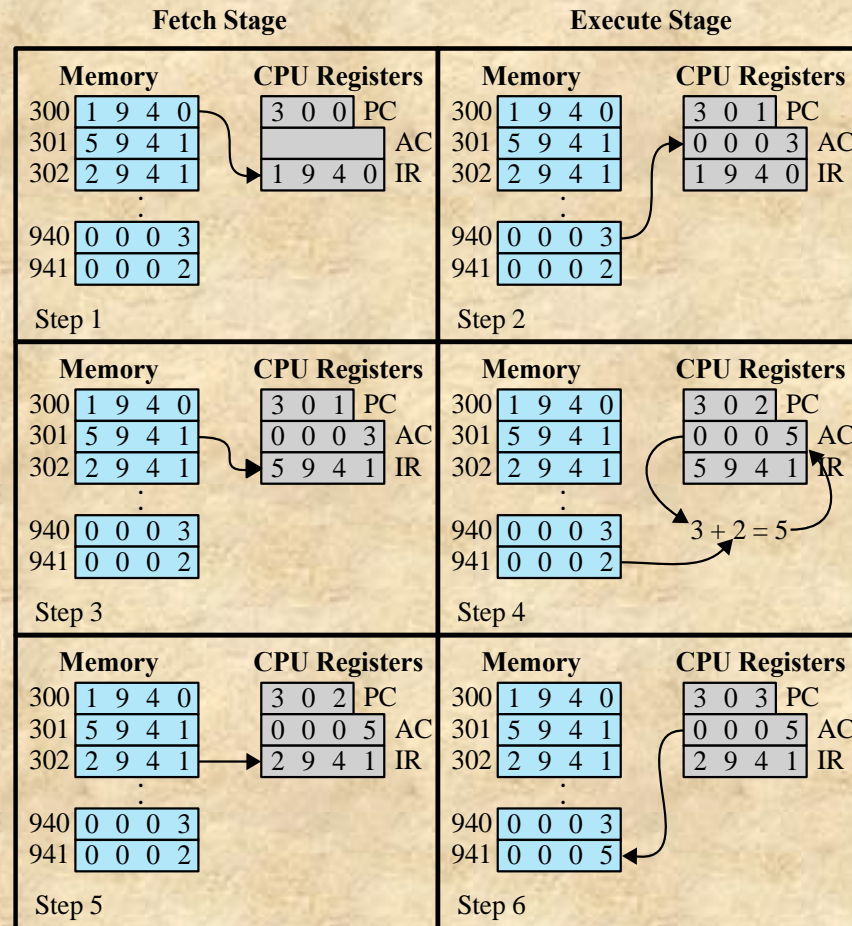 Fetch Stage Execute Stage
Memory CPU Registers
300 1 9 4 0 3 0 0 PC
301 5 9 4 1 AC
302 2 9 4 1 1 9 4 0 IR
940 0 0 0 3
941 0 0 0 2
Step 1
Memory CPU Registers
300 1 9 4 0 3 0 1 PC
301 5 9 4 1 0 0 0 3 AC
302 2 9 4 1 1 9 4 0 IR
940 0 0 0 3
941 0 0 0 2
Step 2
Memory CPU Registers
300 1 9 4 0 3 0 1 PC
301 5 9 4 1 0 0 0 3 AC
302 2 9 4 1 5 9 4 1 IR
940 0 0 0 3
941 0 0 0 2
Step 3
Memory CPU Registers
300 1 9 4 0 3 0 2 PC
301 5 9 4 1 0 0 0 5 AC
302 2 9 4 1 5 9 4 1 IR
940 0 0 0 3 3 + 2 = 5
941 0 0 0 2
Step 4
Memory CPU Registers
300 1 9 4 0 3 0 2 PC
301 5 9 4 1 0 0 0 5 AC
302 2 9 4 1 2 9 4 1 IR
940 0 0 0 3
941 0 0 0 2
Step 5
Memory CPU Registers
300 1 9 4 0 3 0 3 PC
301 5 9 4 1 0 0 0 5 AC
302 2 9 4 1 2 9 4 1 IR
940 0 0 0 3
941 0 0 0 5
Step 6